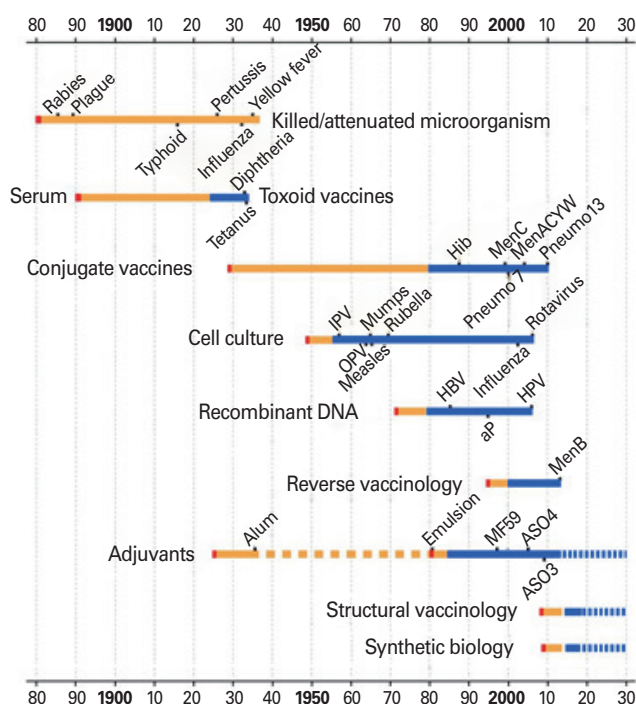 80 90 1900 10 20 30 40 1950 60 70 80 90 2000 10 20 30
Rabies
Plague
Pertussis
Yellow fever
Killed/attenuated microorganism
Typhoid
Influenza
Diphtheria
Serum
Toxoid vaccines
Tetanus
Hib
MenC
MenACYW
Pneumo13
Conjugate vaccines
Pneumo 7
IPV
Mumps
Rubella
Rotavirus
Cell culture
OPV
Measles
Influenza
HBV
HPV
Recombinant DNA
aP
MenB
Reverse vaccinology
Alum
Emulsion
MF59
ASO4
Adjuvants
ASO3
Structural vaccinology
Synthetic biology
80 90 1900 10 20 30 40 1950 60 70 80 90 2000 10 20 30